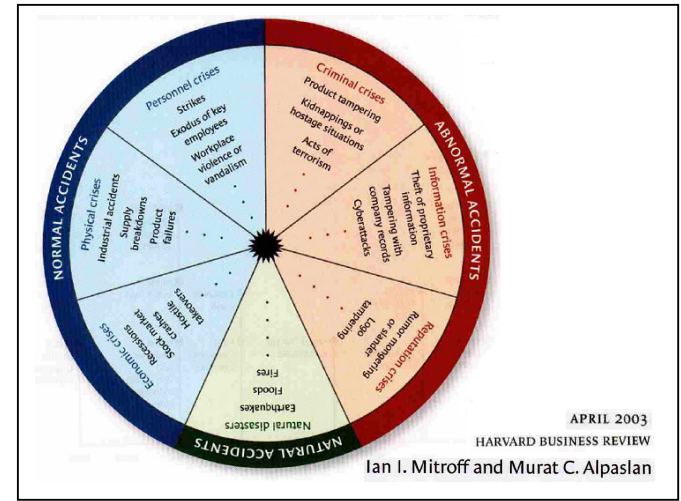 NORMAL ACCIDENTS
Personnel crises
Strikes
Exodus of key
employees
Workplace
violence or
vandalism
Physical crises
Industrial accidents
Supply
breakdowns
Product
failures
Economic crises
Recessions
Stock market
crashes
Hostile
takeovers
ABNORMAL ACCIDENTS
Criminal crises
Product tampering
Kidnappings or
hostage situations
Acts of
terrorism
Information crises
Theft of proprietary
information
Tampering with
company records
Cyberattacks
Reputation crises
Rumor mongering
or slander
Logo
tampering
NATURAL ACCIDENTS
Natural disasters
Earthquakes
Floods
Fires
APRIL 2003
HARVARD BUSINESS REVIEW
Ian I. Mitroff and Murat C. Alpaslan